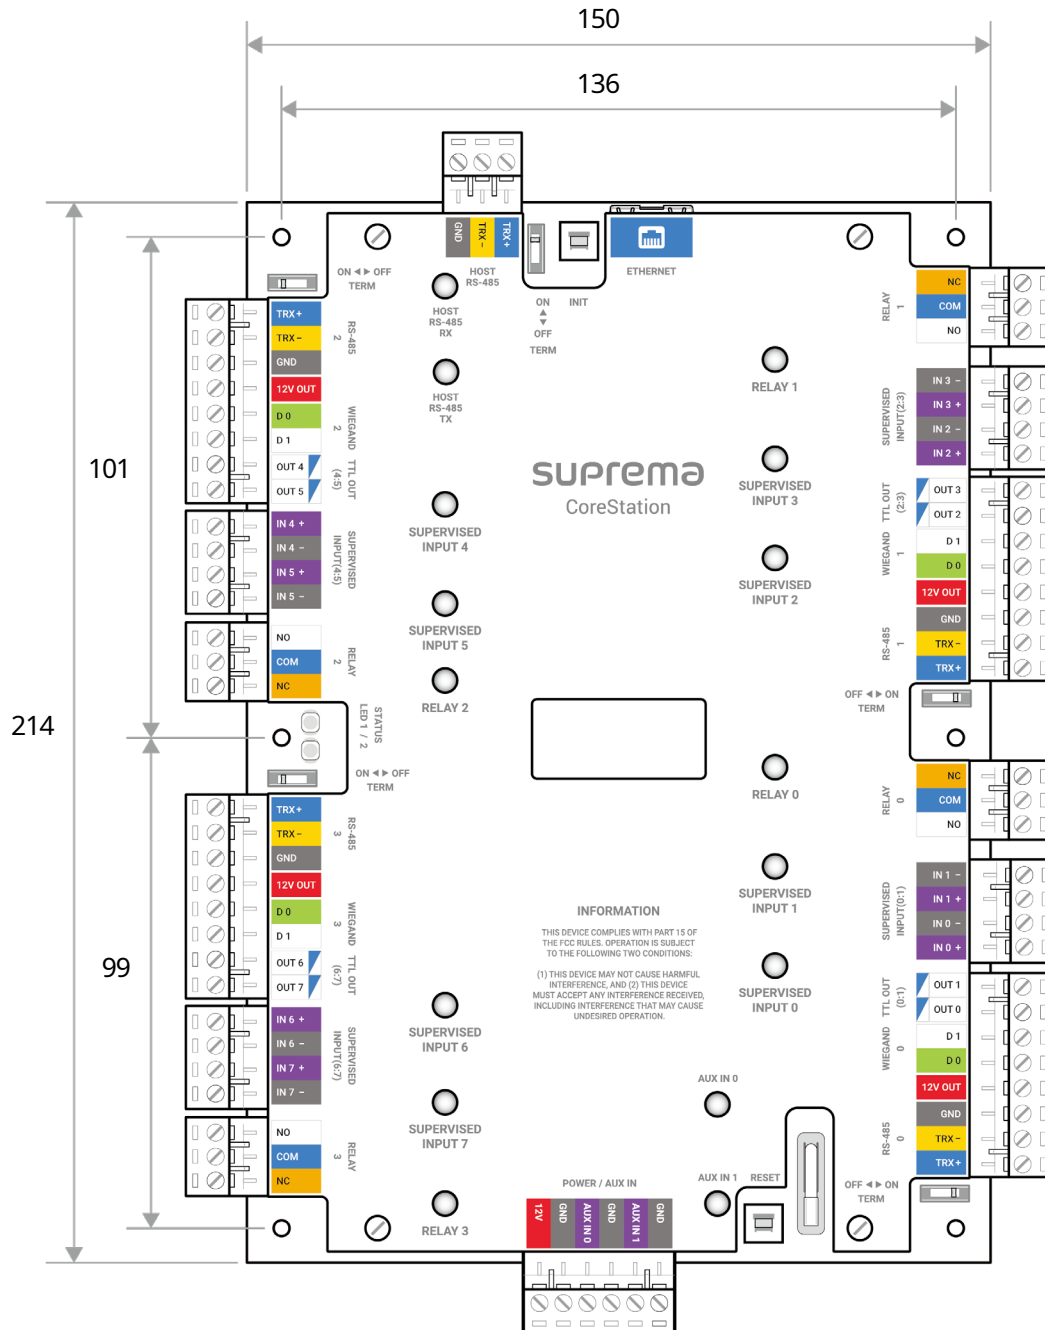 150
136
214
101
99
GND
TRX −
TRX +
HOST
RS-485
ETHERNET
ON ◄ ► OFF
TERM
ON
▲
▼
OFF
TERM
INIT
HOST
RS-485
RX
HOST
RS-485
TX
TRX +
TRX −
GND
RS-485
2
12V OUT
D 0
D 1
WIEGAND
2
OUT 4
OUT 5
TTL OUT
(4:5)
IN 4 +
IN 4 −
IN 5 +
IN 5 −
SUPERVISED
INPUT(4:5)
NO
COM
NC
RELAY
2
STATUS
LED 1 / 2
ON ◄ ► OFF
TERM
TRX +
TRX −
GND
RS-485
3
12V OUT
D 0
D 1
WIEGAND
3
OUT 6
OUT 7
TTL OUT
(6:7)
IN 6 +
IN 6 −
IN 7 +
IN 7 −
SUPERVISED
INPUT(6:7)
NO
COM
NC
RELAY
3
SUPERVISED
INPUT 4
SUPERVISED
INPUT 5
RELAY 2
SUPERVISED
INPUT 6
SUPERVISED
INPUT 7
RELAY 3
suprema
CoreStation
RELAY 1
SUPERVISED
INPUT 3
SUPERVISED
INPUT 2
RELAY 0
SUPERVISED
INPUT 1
SUPERVISED
INPUT 0
INFORMATION
THIS DEVICE COMPLIES WITH PART 15 OF
THE FCC RULES. OPERATION IS SUBJECT
TO THE FOLLOWING TWO CONDITIONS:
(1) THIS DEVICE MAY NOT CAUSE HARMFUL
INTERFERENCE, AND (2) THIS DEVICE
MUST ACCEPT ANY INTERFERENCE RECEIVED,
INCLUDING INTERFERENCE THAT MAY CAUSE
UNDESIRED OPERATION.
AUX IN 0
AUX IN 1
RESET
POWER / AUX IN
12V
GND
AUX IN 0
GND
AUX IN 1
GND
RELAY
1
NC
COM
NO
SUPERVISED
INPUT(2:3)
IN 3 −
IN 3 +
IN 2 −
IN 2 +
TTL OUT
(2:3)
OUT 3
OUT 2
WIEGAND
1
D 1
D 0
12V OUT
RS-485
1
GND
TRX −
TRX +
OFF ◄ ► ON
TERM
RELAY
0
NC
COM
NO
SUPERVISED
INPUT(0:1)
IN 1 −
IN 1 +
IN 0 −
IN 0 +
TTL OUT
(0:1)
OUT 1
OUT 0
WIEGAND
0
D 1
D 0
12V OUT
RS-485
0
GND
TRX −
TRX +
OFF ◄ ► ON
TERM